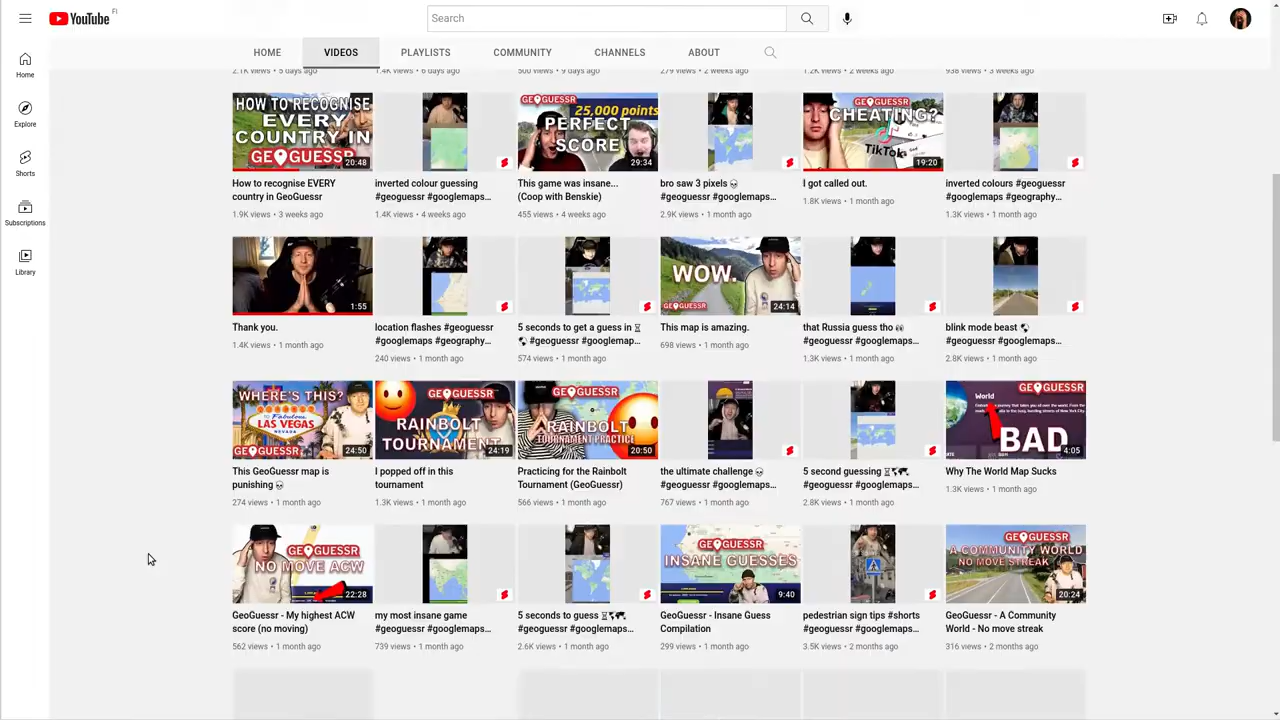 YouTube FI
Search
Home
Explore
Shorts
Subscriptions
Library
HOME VIDEOS PLAYLISTS COMMUNITY CHANNELS ABOUT
2.1K views • 5 days ago
1.4K views • 6 days ago
500 views • 9 days ago
279 views • 2 weeks ago
1.2K views • 2 weeks ago
938 views • 3 weeks ago
HOW TO RECOGNISE
EVERY
COUNTRY IN
GEOGUESSR
20:48
How to recognise EVERY
country in GeoGuessr
1.9K views • 3 weeks ago
inverted colour guessing
#geoguessr #googlemaps...
1.4K views • 4 weeks ago
GEOGUESSR
25,000 points
PERFECT
SCORE
29:34
This game was insane...
(Coop with Benskie)
455 views • 4 weeks ago
bro saw 3 pixels 💀
#geoguessr #googlemaps...
2.9K views • 1 month ago
GEOGUESSR
CHEATING?
TikTok
19:20
I got called out.
1.8K views • 1 month ago
inverted colours #geoguessr
#googlemaps #geography...
1.3K views • 1 month ago
1:55
Thank you.
1.4K views • 1 month ago
location flashes #geoguessr
#googlemaps #geography...
240 views • 1 month ago
5 seconds to get a guess in ⏳
🌎 #geoguessr #googlemap...
574 views • 1 month ago
WOW.
GEOGUESSR
24:14
This map is amazing.
698 views • 1 month ago
that Russia guess tho 👀
#geoguessr #googlemaps...
1.3K views • 1 month ago
blink mode beast 🌎
#geoguessr #googlemaps...
2.8K views • 1 month ago
WHERE'S THIS?
Fabulous
LAS VEGAS
NEVADA
GEOGUESSR
24:50
This GeoGuessr map is
punishing 💀
274 views • 1 month ago
GEOGUESSR
RAINBOLT
TOURNAMENT
24:19
I popped off in this
tournament
1.3K views • 1 month ago
GEOGUESSR
RAINBOLT
TOURNAMENT PRACTICE
20:50
Practicing for the Rainbolt
Tournament (GeoGuessr)
566 views • 1 month ago
the ultimate challenge 💀
#geoguessr #googlemaps...
767 views • 1 month ago
5 second guessing ⏳🗺🗺
#geoguessr #googlemaps...
2.8K views • 1 month ago
GEOGUESSR
World
BAD
4:05
Why The World Map Sucks
1.3K views • 1 month ago
GEOGUESSR
NO MOVE ACW
22:28
GeoGuessr - My highest ACW
score (no moving)
562 views • 1 month ago
my most insane game
#geoguessr #googlemaps...
739 views • 1 month ago
5 seconds to guess ⏳🗺🗺
#geoguessr #googlemaps...
2.6K views • 1 month ago
GEOGUESSR
INSANE GUESSES
9:40
GeoGuessr - Insane Guess
Compilation
299 views • 1 month ago
pedestrian sign tips #shorts
#geoguessr #googlemaps...
3.5K views • 2 months ago
GEOGUESSR
A COMMUNITY WORLD
NO MOVE STREAK
20:24
GeoGuessr - A Community
World - No move streak
316 views • 2 months ago